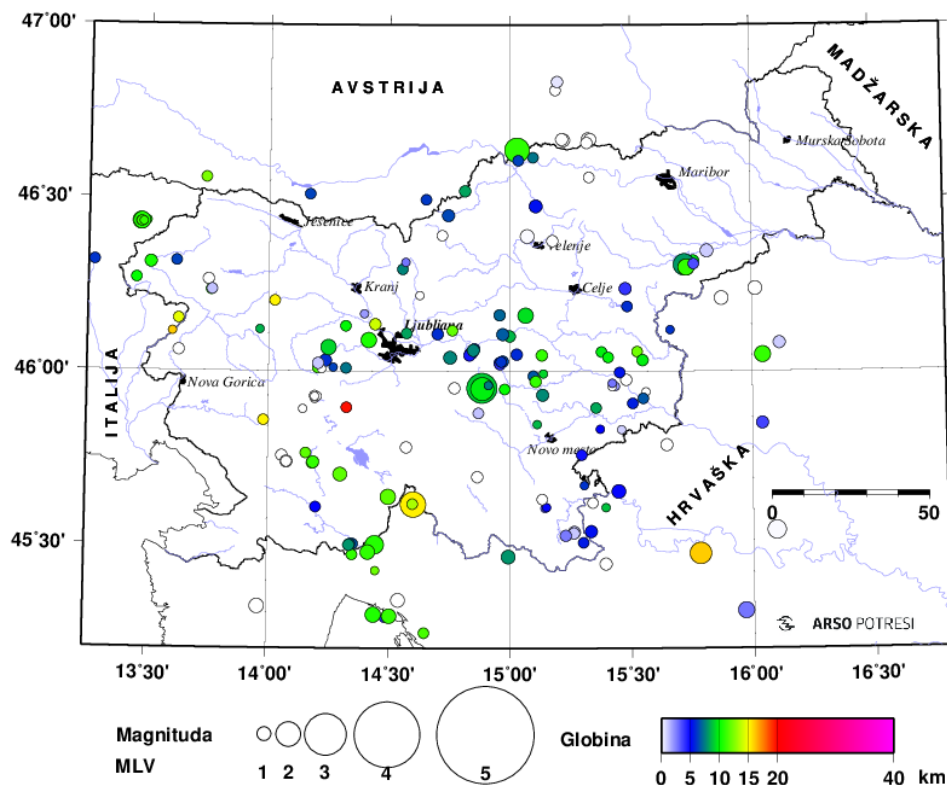 47°00'
46°30'
46°00'
45°30'
AVSTRIJA
MADŽARSKA
Murska Sobota
Maribor
Jesenice
Velenje
Kranj
Celje
Ljubljana
ITALIJA
Nova Gorica
Novo mesto
HRVAŠKA
0 50
ARSO POTRESI
13°30' 14°00' 14°30' 15°00' 15°30' 16°00' 16°30'
Magnituda
MLV
1 2 3 4 5
Globina
0 5 10 15 20 40 km